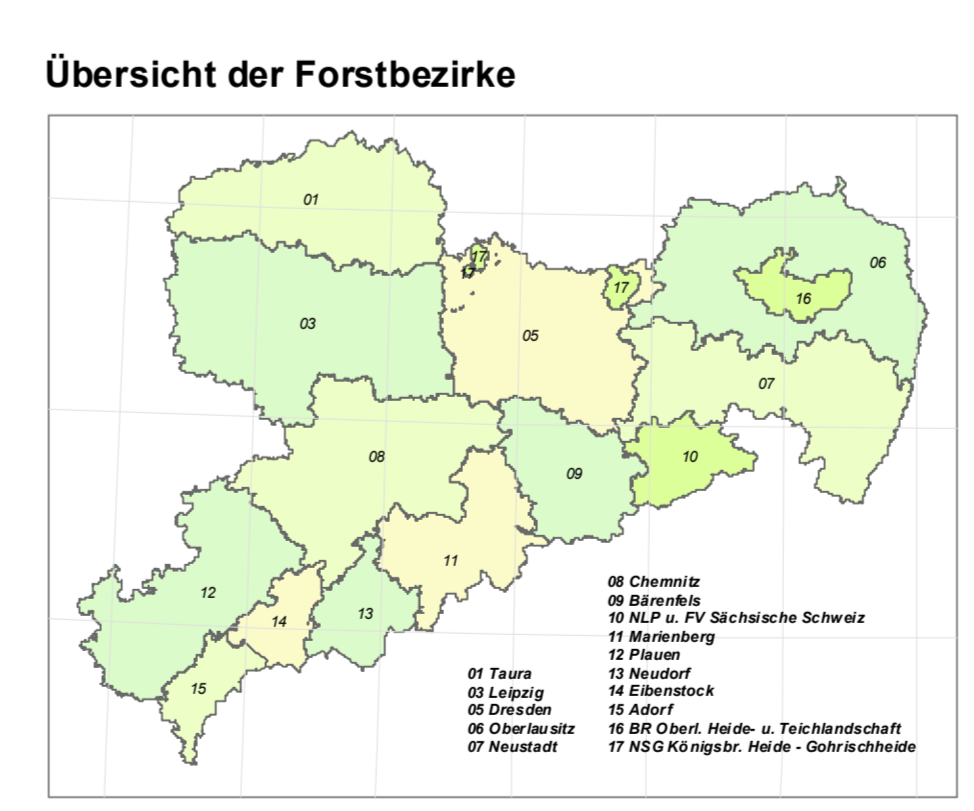 Übersicht der Forstbezirke
01
17
17
06
17
16
03
05
07
08
10
09
11
12
13
14
15
01 Taura
03 Leipzig
05 Dresden
06 Oberlausitz
07 Neustadt
08 Chemnitz
09 Bärenfels
10 NLP u. FV Sächsische Schweiz
11 Marienberg
12 Plauen
13 Neudorf
14 Eibenstock
15 Adorf
16 BR Oberl. Heide- u. Teichlandschaft
17 NSG Königsbr. Heide - Gohrischheide